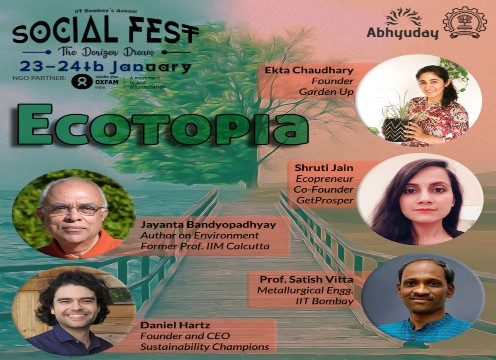 IIT Bombay's Annual
SOCIAL FEST
The Denizen Dream
23-24th January
NGO PARTNER:
OXFAM
India
Abhyuday
Ecotopia
Ekta Chaudhary
Founder
Garden Up
Shruti Jain
Ecopreneur
Co-Founder
GetProsper
Jayanta Bandyopadhyay
Author on Environment
Former Prof. IIM Calcutta
Prof. Satish Vitta
Metallurgical Engg.
IIT Bombay
Daniel Hartz
Founder and CEO
Sustainability Champions